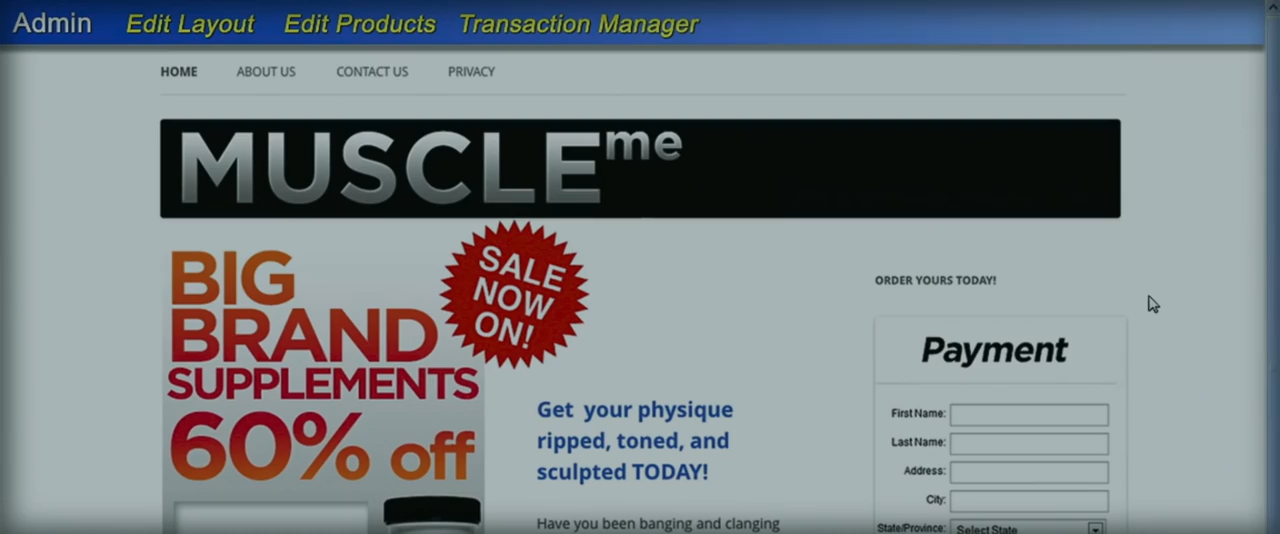 Admin Edit Layout Edit Products Transaction Manager
HOME ABOUT US CONTACT US PRIVACY
MUSCLEme
BIG
BRAND
SUPPLEMENTS
60% off
SALE
NOW
ON!
Get your physique
ripped, toned, and
sculpted TODAY!
Have you been banging and clanging
ORDER YOURS TODAY!
Payment
First Name:
Last Name:
Address:
City:
State/Province: Select State